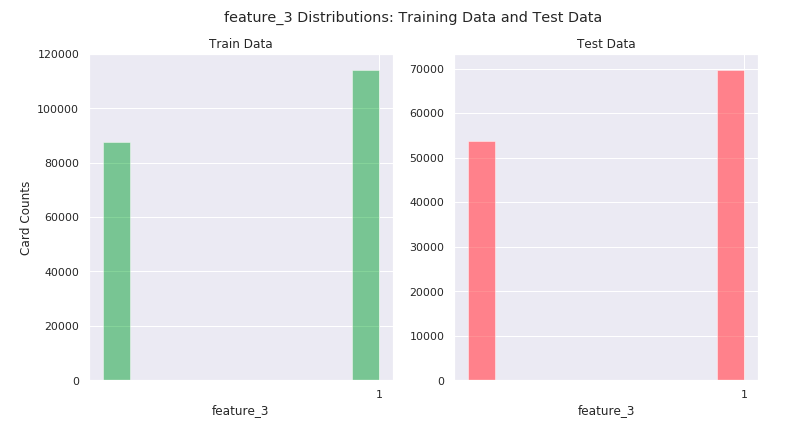 feature_3 Distributions: Training Data and Test Data
Train Data
Card Counts
120000
100000
80000
60000
40000
20000
0
1
feature_3
Test Data
70000
60000
50000
40000
30000
20000
10000
0
1
feature_3